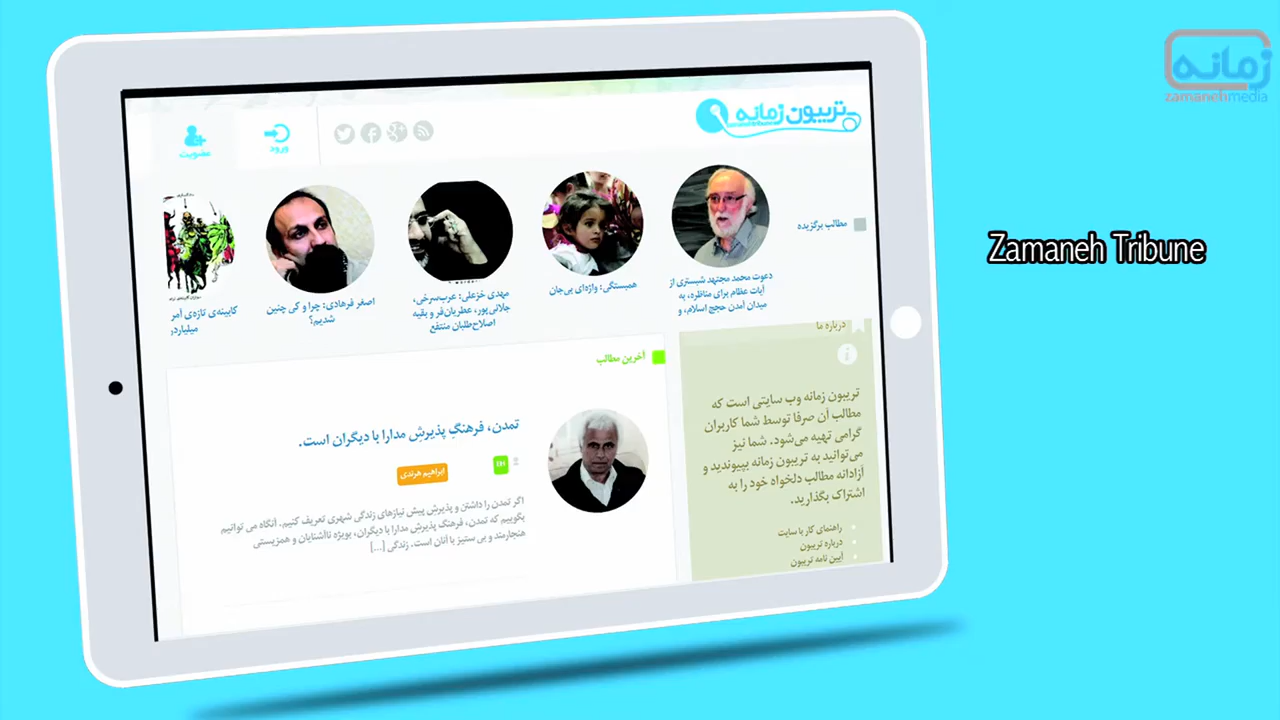 زمانه
zamanehmedia
Zamaneh Tribune
تریبون زمانه
ورود
عضویت
مطالب برگزیده
دعوت محمد مجتهد شبستری از
آیات عظام برای مناظره، به
میدان آمدن حجج اسلام، و
همبستگی: واژه‌ای بی‌جان
مهدی خزعلی: عرب‌سرخی،
جلائی‌پور، عطریان‌فر و بقیه
اصلاح‌طلبان منتفع
اصغر فرهادی: چرا و کی چنین
شدیم؟
کابینه‌ی تازه‌ی آمر
میلیاردر
درباره ما
تریبون زمانه وب سایتی است که
مطالب آن صرفا توسط شما کاربران
گرامی تهیه می‌شود. شما نیز
می‌توانید به تریبون زمانه بپیوندید و
آزادانه مطالب دلخواه خود را به
اشتراک بگذارید.
راهنمای کار با سایت
درباره تریبون
آیین نامه تریبون
آخرین مطالب
تمدن، فرهنگِ پذیرشِ مدارا با دیگران است.
ابراهیم هرندی
اگر تمدن را داشتن و پذیرشِ پیش نیازهای زندگی شهری تعریف کنیم. آنگاه می توانیم
بگوییم که تمدن، فرهنگ پذیرشِ مدارا با دیگران، بویژه ناآشنایان و همزیستی
هنجارمند و بی ستیز با آنان است. زندگی [...]